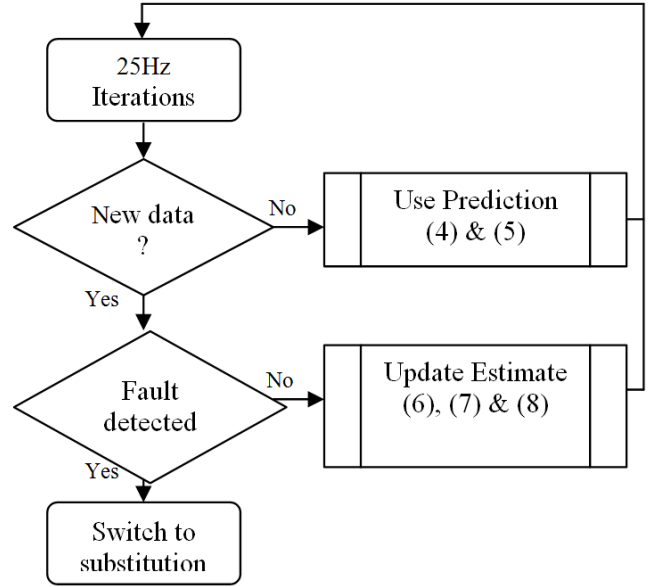 25Hz
Iterations
New data
?
No
Use Prediction
(4) & (5)
Yes
Fault
detected
No
Update Estimate
(6), (7) & (8)
Yes
Switch to
substitution